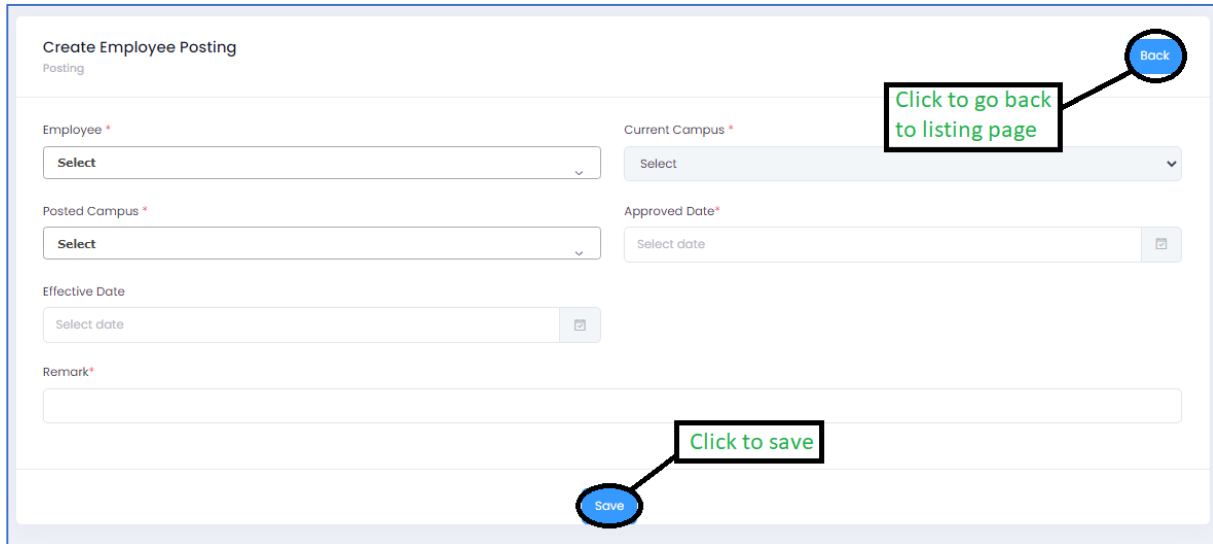 Create Employee Posting
Back
Posting
Click to go back
to listing page
Employee *
Current Campus *
Select
Select
Posted Campus *
Approved Date*
Select
Select date
Effective Date
Select date
Remark*
Click to save
Save